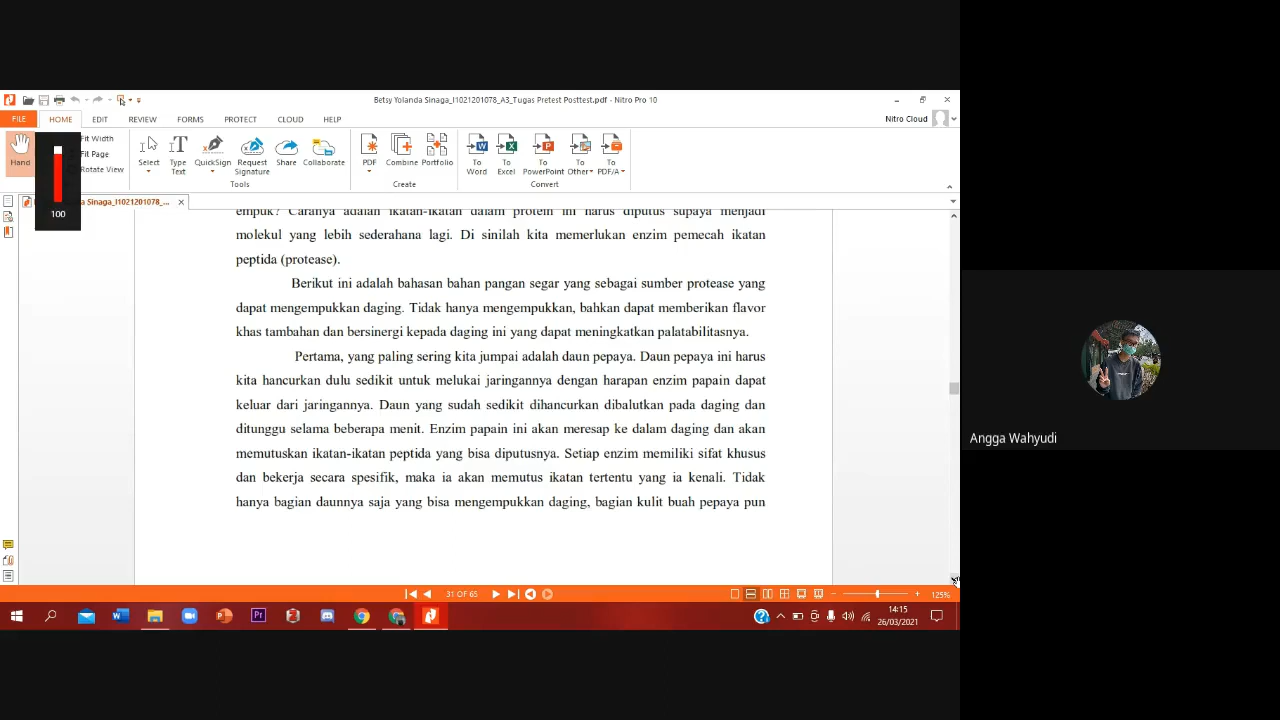 Betsy Yolanda Sinaga_I1021201078_A3_Tugas Pretest Posttest.pdf - Nitro Pro 10
FILE HOME EDIT REVIEW FORMS PROTECT CLOUD HELP
Nitro Cloud
Hand
Fit Width
Fit Page
Rotate View
100
Select
Type Text
QuickSign
Request Signature
Share
Collaborate
Tools
PDF
Combine
Portfolio
Create
To Word
To Excel
To PowerPoint
To Other
To PDF/A
Convert
a Sinaga_I1021201078_...
empuk? Caranya adalah ikatan-ikatan dalam protein ini harus diputus supaya menjadi
molekul yang lebih sederhana lagi. Di sinilah kita memerlukan enzim pemecah ikatan
peptida (protease).
Berikut ini adalah bahasan bahan pangan segar yang sebagai sumber protease yang
dapat mengempukkan daging. Tidak hanya mengempukkan, bahkan dapat memberikan flavor
khas tambahan dan bersinergi kepada daging ini yang dapat meningkatkan palatabilitasnya.
Pertama, yang paling sering kita jumpai adalah daun pepaya. Daun pepaya ini harus
kita hancurkan dulu sedikit untuk melukai jaringannya dengan harapan enzim papain dapat
keluar dari jaringannya. Daun yang sudah sedikit dihancurkan dibalutkan pada daging dan
ditunggu selama beberapa menit. Enzim papain ini akan meresap ke dalam daging dan akan
memutuskan ikatan-ikatan peptida yang bisa diputusnya. Setiap enzim memiliki sifat khusus
dan bekerja secara spesifik, maka ia akan memutus ikatan tertentu yang ia kenali. Tidak
hanya bagian daunnya saja yang bisa mengempukkan daging, bagian kulit buah pepaya pun
31 OF 65
125%
14:15
26/03/2021
Angga Wahyudi